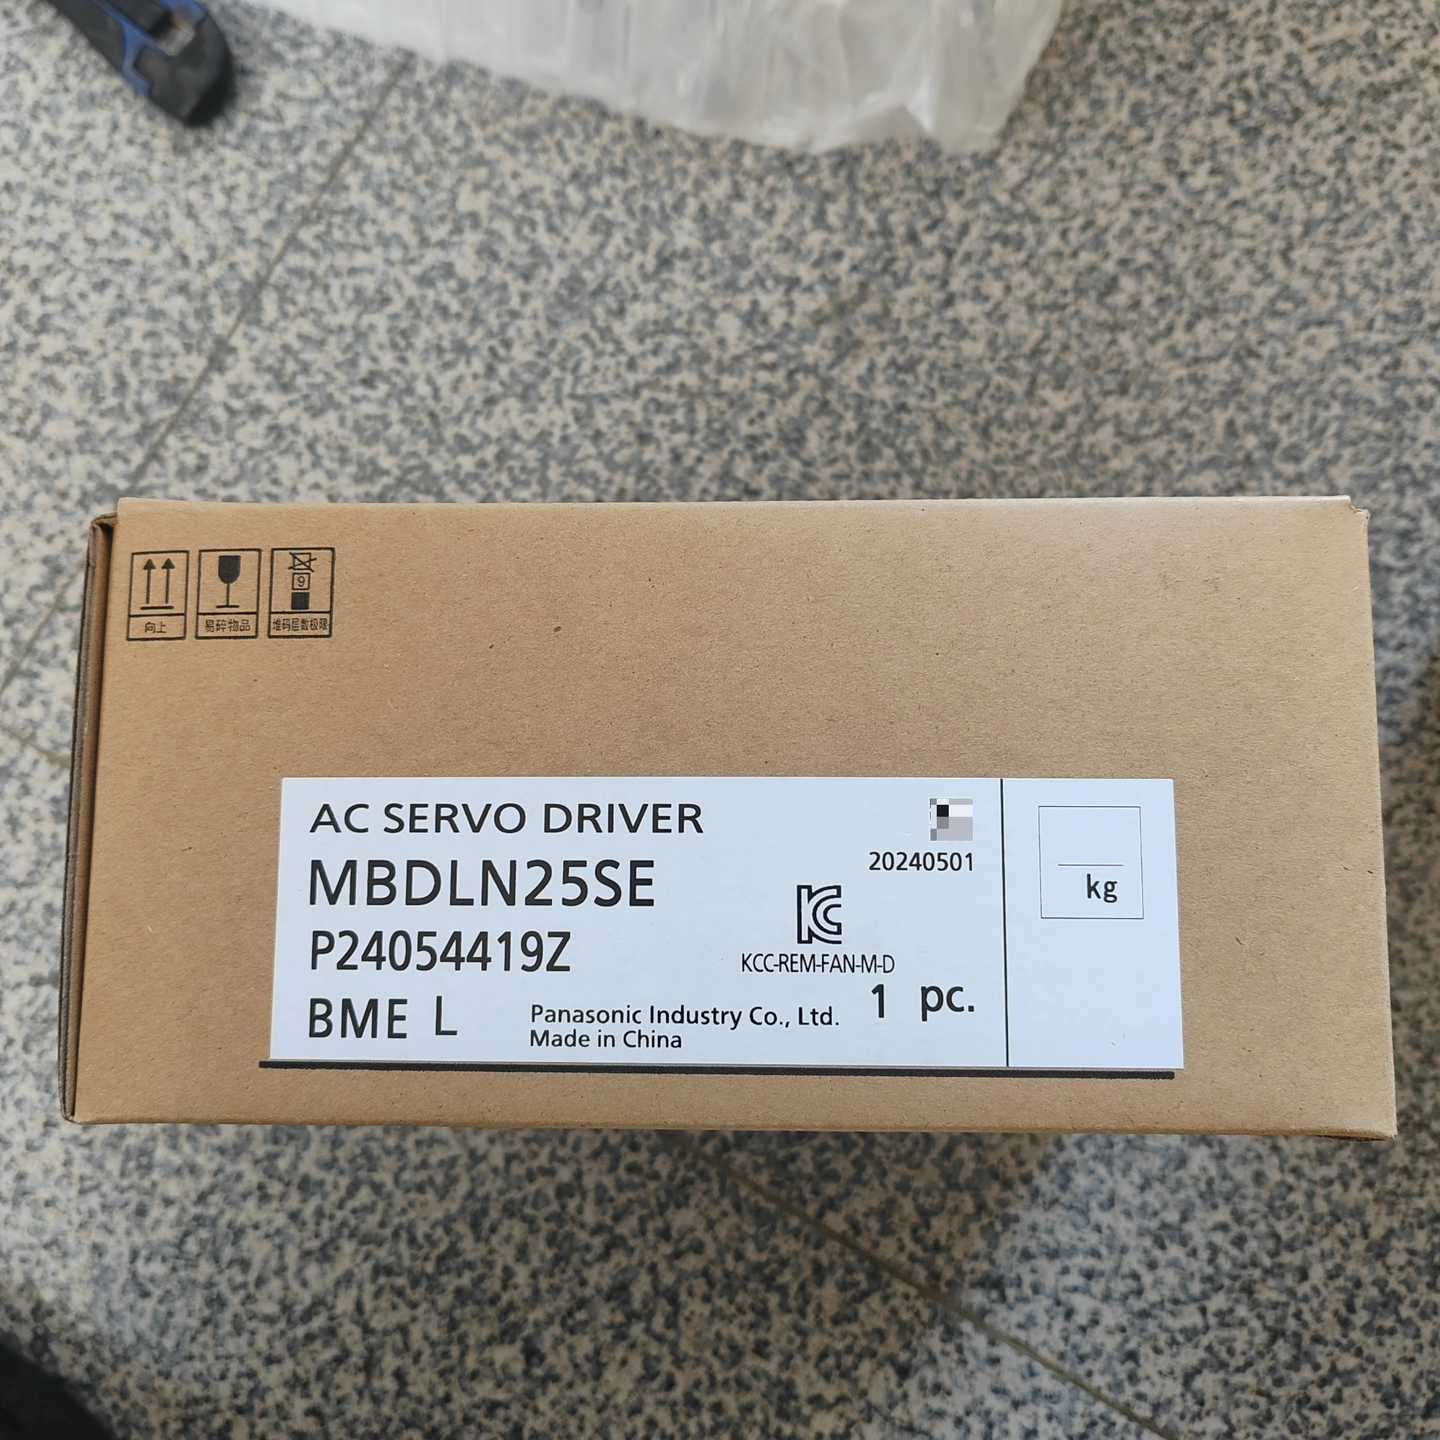 向上
易碎物品
9
堆码层数极限
AC SERVO DRIVER
20240501
MBDLN25SE
KC
P24054419Z
KCC-REM-FAN-M-D
BME L
Panasonic Industry Co., Ltd.
Made in China
1 pc.
kg